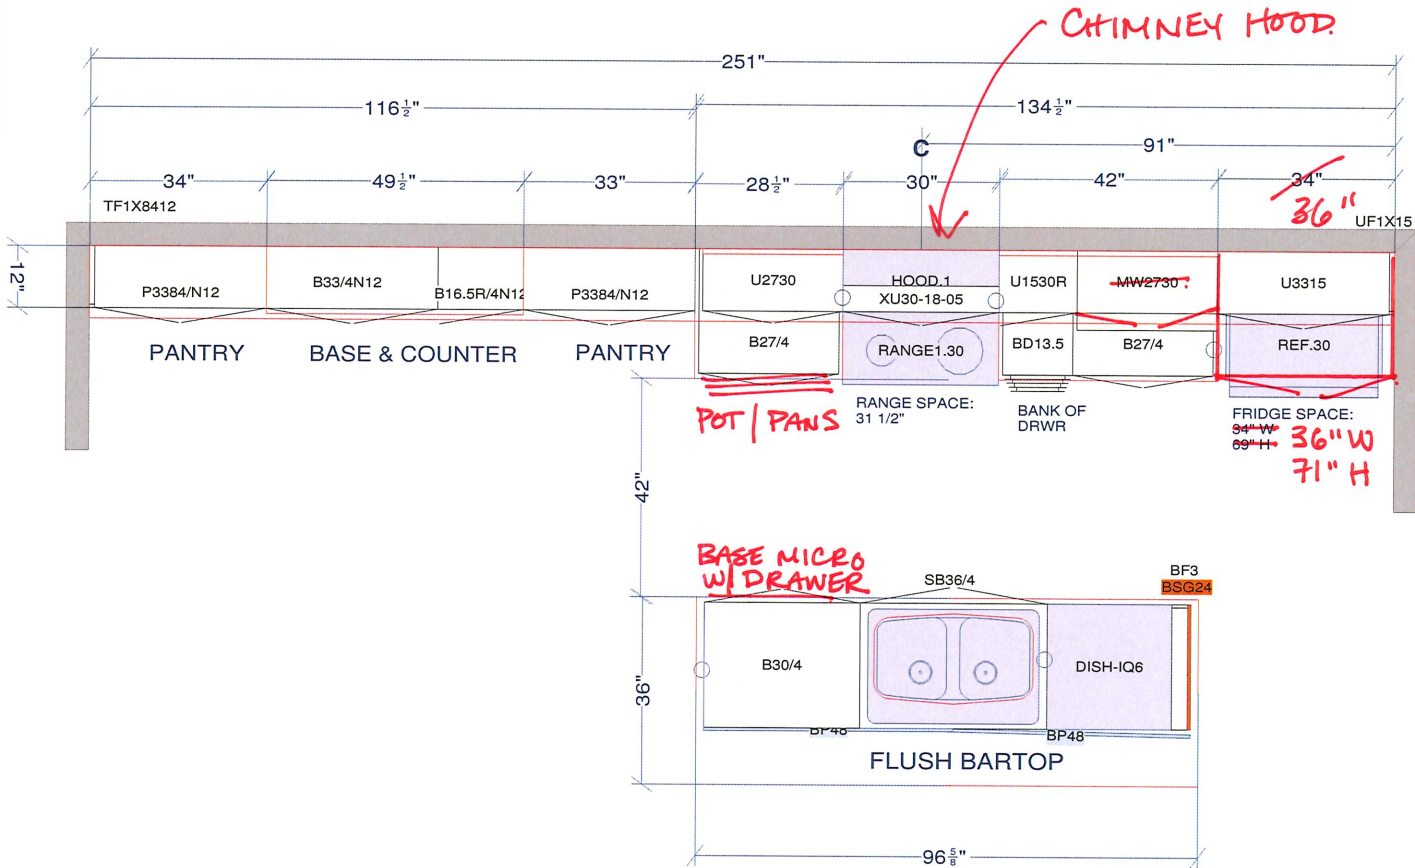 CHIMNEY HOOD.
251"
116 1/2"
134 1/2"
C
91"
34"
49 1/2"
33"
28 1/2"
30"
42"
34"
36"
TF1X8412
UF1X15
12"
P3384/N12
B33/4N12
B16.5R/4N12
P3384/N12
U2730
HOOD.1
XU30-18-05
U1530R
MW2730
U3315
PANTRY
BASE & COUNTER
PANTRY
B27/4
RANGE1.30
BD13.5
B27/4
REF.30
POT/PANS
RANGE SPACE:
31 1/2"
BANK OF
DRWR
FRIDGE SPACE:
34" W
69" H
36" W
71" H
42"
BASE MICRO
W/ DRAWER
SB36/4
BF3
BSG24
36"
B30/4
DISH-IQ6
BP48
BP48
FLUSH BARTOP
96 5/8"